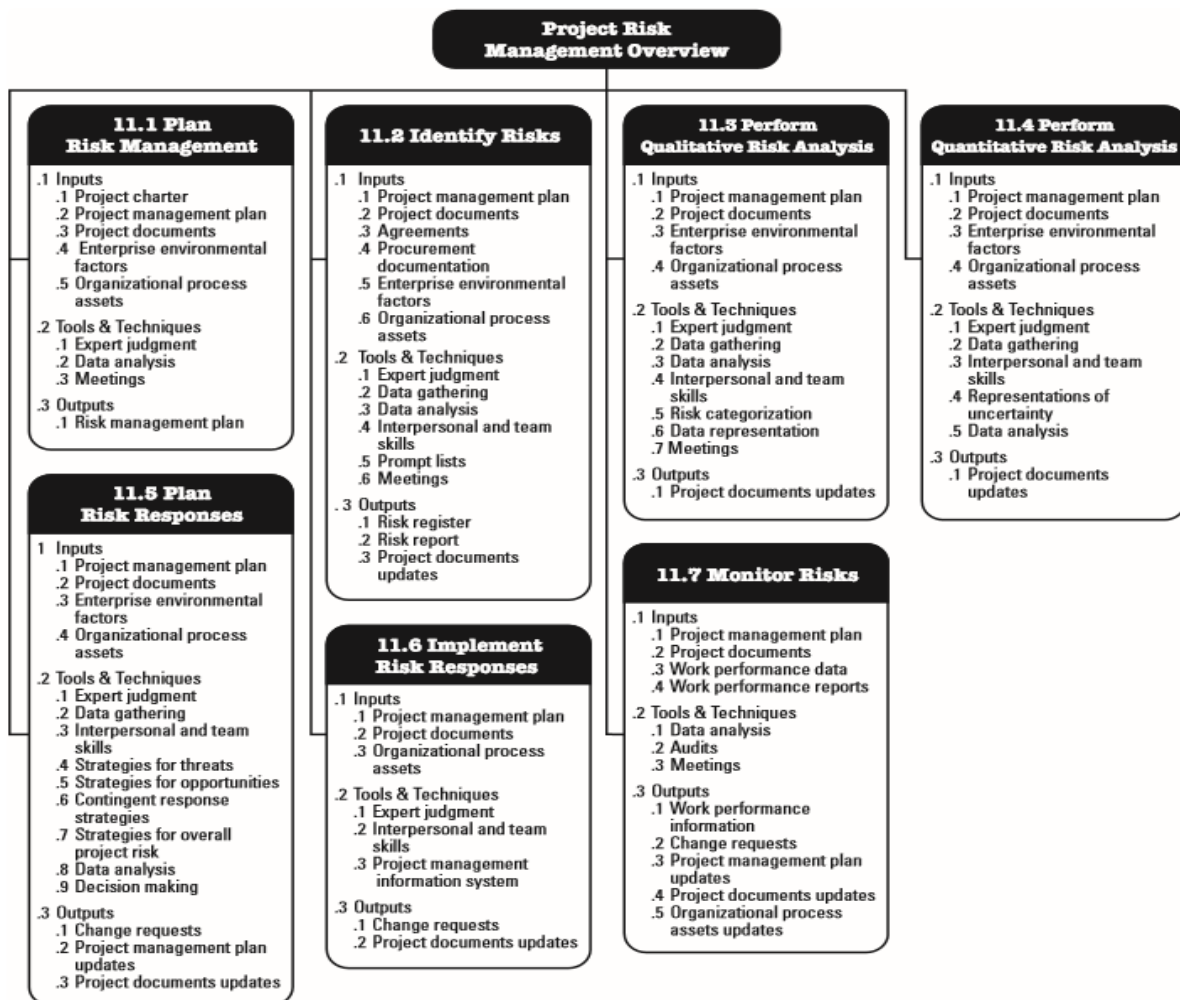 Project Risk
Management Overview
11.1 Plan
Risk Management
.1 Inputs
.1 Project charter
.2 Project management plan
.3 Project documents
.4 Enterprise environmental
factors
.5 Organizational process
assets
.2 Tools & Techniques
.1 Expert judgment
.2 Data analysis
.3 Meetings
.3 Outputs
.1 Risk management plan
11.2 Identify Risks
.1 Inputs
.1 Project management plan
.2 Project documents
.3 Agreements
.4 Procurement
documentation
.5 Enterprise environmental
factors
.6 Organizational process
assets
.2 Tools & Techniques
.1 Expert judgment
.2 Data gathering
.3 Data analysis
.4 Interpersonal and team
skills
.5 Prompt lists
.6 Meetings
.3 Outputs
.1 Risk register
.2 Risk report
.3 Project documents
updates
11.3 Perform
Qualitative Risk Analysis
.1 Inputs
.1 Project management plan
.2 Project documents
.3 Enterprise environmental
factors
.4 Organizational process
assets
.2 Tools & Techniques
.1 Expert judgment
.2 Data gathering
.3 Data analysis
.4 Interpersonal and team
skills
.5 Risk categorization
.6 Data representation
.7 Meetings
.3 Outputs
.1 Project documents updates
11.4 Perform
Quantitative Risk Analysis
.1 Inputs
.1 Project management plan
.2 Project documents
.3 Enterprise environmental
factors
.4 Organizational process
assets
.2 Tools & Techniques
.1 Expert judgment
.2 Data gathering
.3 Interpersonal and team
skills
.4 Representations of
uncertainty
.5 Data analysis
.3 Outputs
.1 Project documents
updates
11.5 Plan
Risk Responses
1 Inputs
.1 Project management plan
.2 Project documents
.3 Enterprise environmental
factors
.4 Organizational process
assets
.2 Tools & Techniques
.1 Expert judgment
.2 Data gathering
.3 Interpersonal and team
skills
.4 Strategies for threats
.5 Strategies for opportunities
.6 Contingent response
strategies
.7 Strategies for overall
project risk
.8 Data analysis
.9 Decision making
.3 Outputs
.1 Change requests
.2 Project management plan
updates
.3 Project documents updates
11.6 Implement
Risk Responses
.1 Inputs
.1 Project management plan
.2 Project documents
.3 Organizational process
assets
.2 Tools & Techniques
.1 Expert judgment
.2 Interpersonal and team
skills
.3 Project management
information system
.3 Outputs
.1 Change requests
.2 Project documents updates
11.7 Monitor Risks
.1 Inputs
.1 Project management plan
.2 Project documents
.3 Work performance data
.4 Work performance reports
.2 Tools & Techniques
.1 Data analysis
.2 Audits
.3 Meetings
.3 Outputs
.1 Work performance
information
.2 Change requests
.3 Project management plan
updates
.4 Project documents updates
.5 Organizational process
assets updates